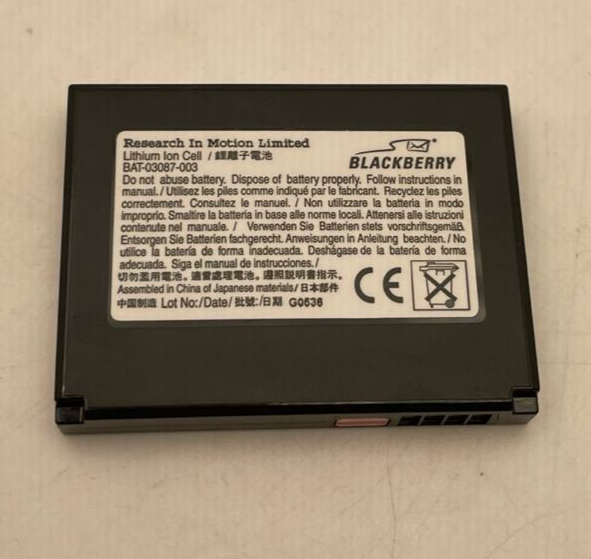 Research In Motion Limited
BLACKBERRY
Lithium Ion Cell / 鋰離子電池
BAT-03087-003
Do not abuse battery. Dispose of battery properly. Follow instructions in
manual. / Utilisez les piles comme indiqué par le fabricant. Recyclez les piles
correctement. Consultez le manuel. / Non utilizzare la batteria in modo
improprio. Smaltire la batteria in base alle norme locali. Attenersi alle istruzioni
contenute nel manuale. / Verwenden Sie Batterien stets vorschriftsgemäß.
Entsorgen Sie Batterien fachgerecht. Anweisungen in Anleitung beachten. / No
utilice la batería de forma inadecuada. Deshágase de la batería de forma
adecuada. Siga el manual de instrucciones. /
切勿濫用電池。適當處理電池。遵照說明書指示。
Assembled in China of Japanese materials / 日本部件
中国制造 Lot No:/Date/ 批號:/日期 G0636
CE